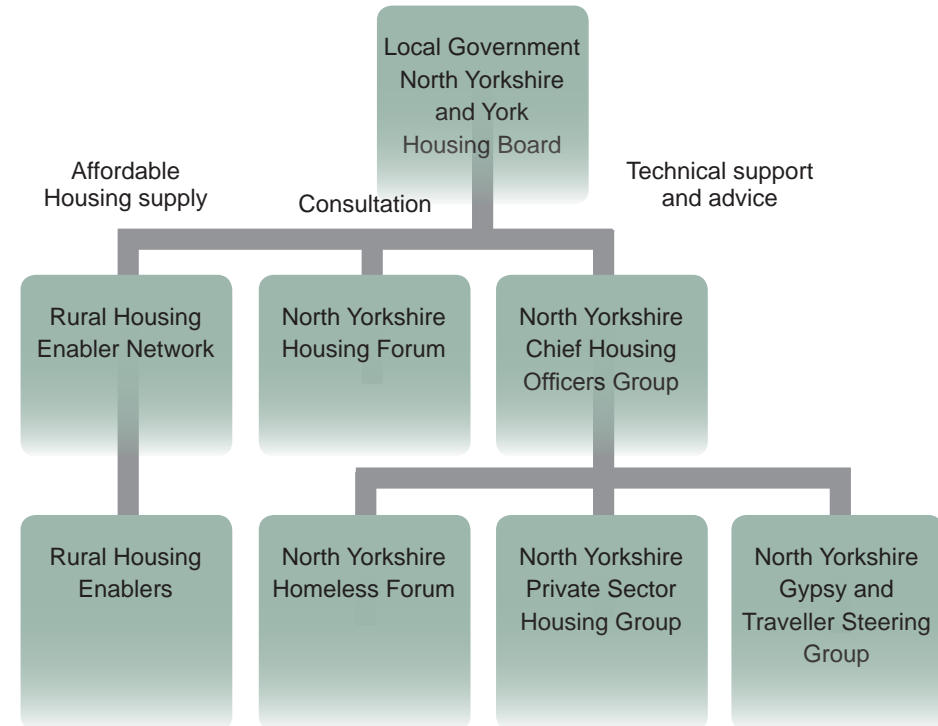 Local Government
North Yorkshire
and York
Housing Board
Affordable
Housing supply
Consultation
Technical support
and advice
Rural Housing
Enabler Network
North Yorkshire
Housing Forum
North Yorkshire
Chief Housing
Officers Group
Rural Housing
Enablers
North Yorkshire
Homeless Forum
North Yorkshire
Private Sector
Housing Group
North Yorkshire
Gypsy and
Traveller Steering
Group